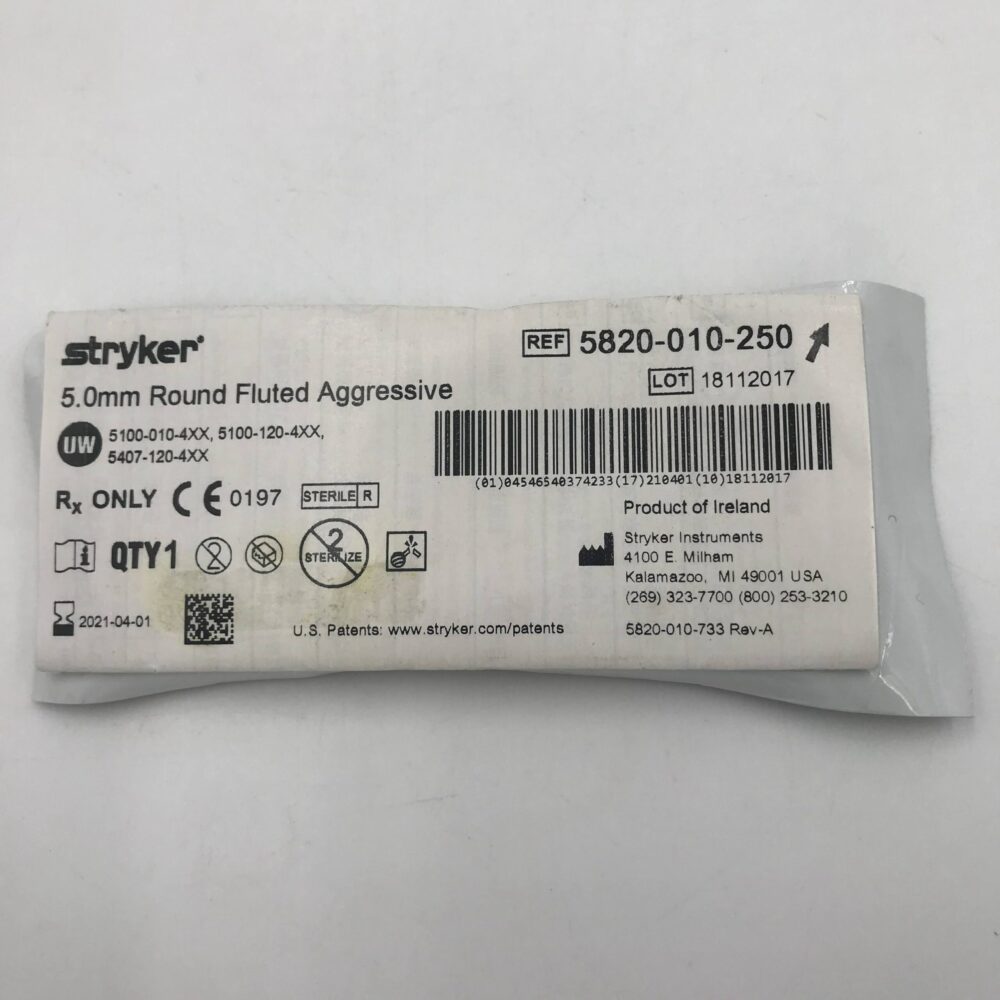 stryker
REF 5820-010-250
LOT 18112017
5.0mm Round Fluted Aggressive
UW 5100-010-4XX, 5100-120-4XX,
5407-120-4XX
(01)04546540374233(17)210401(10)18112017
Rx ONLY CE 0197 STERILE R
Product of Ireland
QTY1 2 2 STERILIZE
Stryker Instruments
4100 E. Milham
Kalamazoo, MI 49001 USA
(269) 323-7700 (800) 253-3210
2021-04-01
U.S. Patents: www.stryker.com/patents
5820-010-733 Rev-A